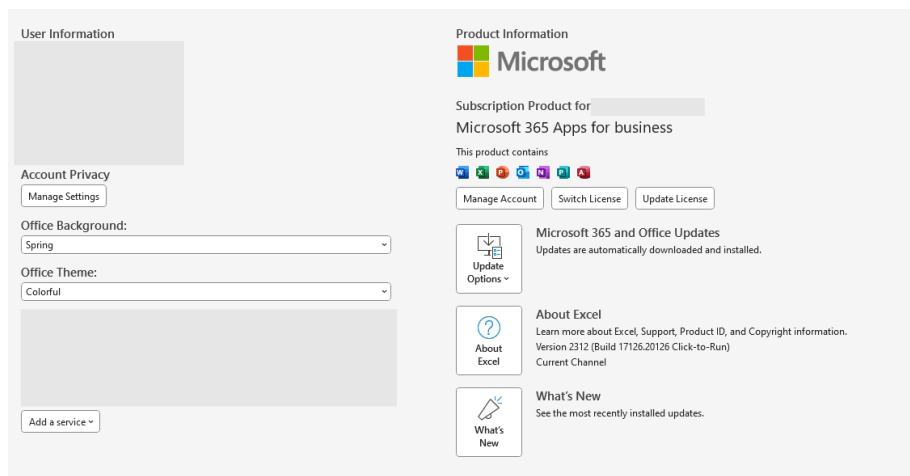 User Information
Account Privacy
Manage Settings
Office Background:
Spring
Office Theme:
Colorful
Add a service
Product Information
Microsoft
Subscription Product for
Microsoft 365 Apps for business
This product contains
W X P O N P A
Manage Account Switch License Update License
Update
Options
Microsoft 365 and Office Updates
Updates are automatically downloaded and installed.
?
About
Excel
About Excel
Learn more about Excel, Support, Product ID, and Copyright information.
Version 2312 (Build 17126.20126 Click-to-Run)
Current Channel
What's
New
What's New
See the most recently installed updates.